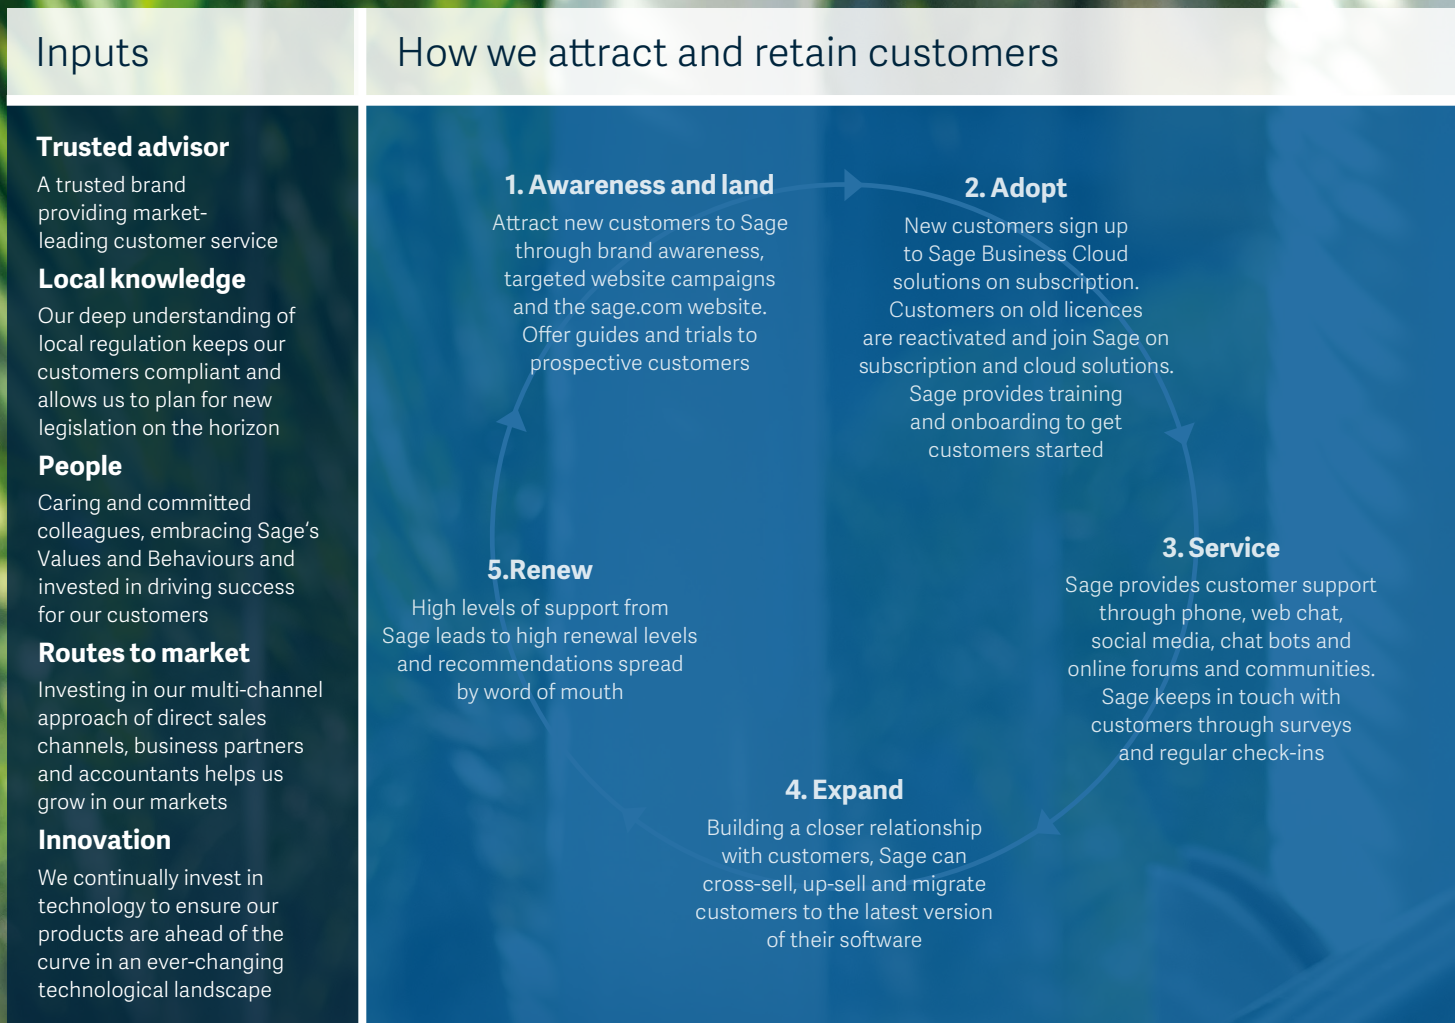 Inputs
How we attract and retain customers
Trusted advisor
A trusted brand
providing market-
leading customer service
Local knowledge
Our deep understanding of
local regulation keeps our
customers compliant and
allows us to plan for new
legislation on the horizon
People
Caring and committed
colleagues, embracing Sage‘s
Values and Behaviours and
invested in driving success
for our customers
Routes to market
Investing in our multi-channel
approach of direct sales
channels, business partners
and accountants helps us
grow in our markets
Innovation
We continually invest in
technology to ensure our
products are ahead of the
curve in an ever-changing
technological landscape
1. Awareness and land
Attract new customers to Sage
through brand awareness,
targeted website campaigns
and the sage.com website.
Offer guides and trials to
prospective customers
2. Adopt
New customers sign up
to Sage Business Cloud
solutions on subscription.
Customers on old licences
are reactivated and join Sage on
subscription and cloud solutions.
Sage provides training
and onboarding to get
customers started
3. Service
Sage provides customer support
through phone, web chat,
social media, chat bots and
online forums and communities.
Sage keeps in touch with
customers through surveys
and regular check-ins
4. Expand
Building a closer relationship
with customers, Sage can
cross-sell, up-sell and migrate
customers to the latest version
of their software
5.Renew
High levels of support from
Sage leads to high renewal levels
and recommendations spread
by word of mouth